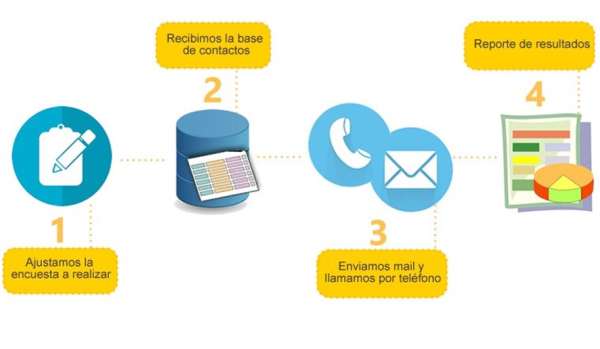 1
Ajustamos la
encuesta a realizar
2
Recibimos la base
de contactos
3
Enviamos mail y
llamamos por teléfono
4
Reporte de resultados